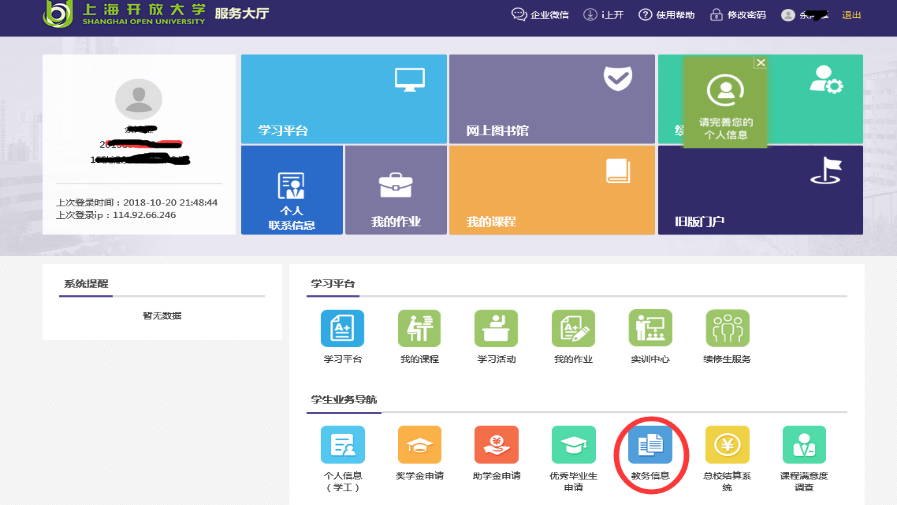 上海开放大学 服务大厅
SHANGHAI OPEN UNIVERSITY
企业微信 i上开 使用帮助 修改密码 退出
学习平台
网上图书馆
请完善您的
个人信息
个人
联系信息
我的作业
我的课程
旧版门户
上次登录时间：2018-10-20 21:48:44
上次登录ip：114.92.66.246
系统提醒
暂无数据
学习平台
A+ A+
学习平台 我的课程 学习活动 我的作业 实训中心 续修生服务
学生业务导航
个人信息
（学工）
奖学金申请
助学金申请
优秀毕业生
申请
教务信息
总校结算系
统
课程满意度
调查